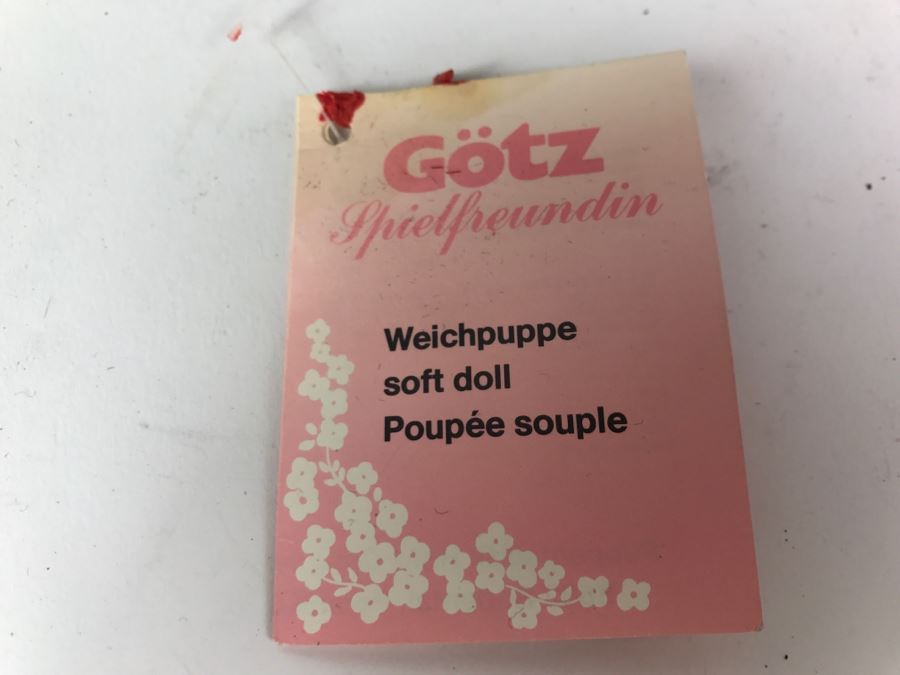 Götz
Spielfreundin
Weichpuppe
soft doll
Poupée souple